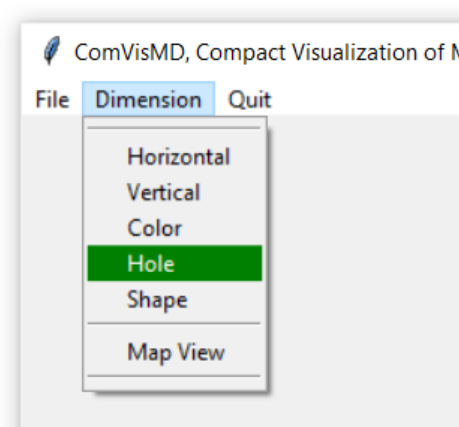 ComVisMD, Compact Visualization of
File Dimension Quit
Horizontal
Vertical
Color
Hole
Shape
Map View